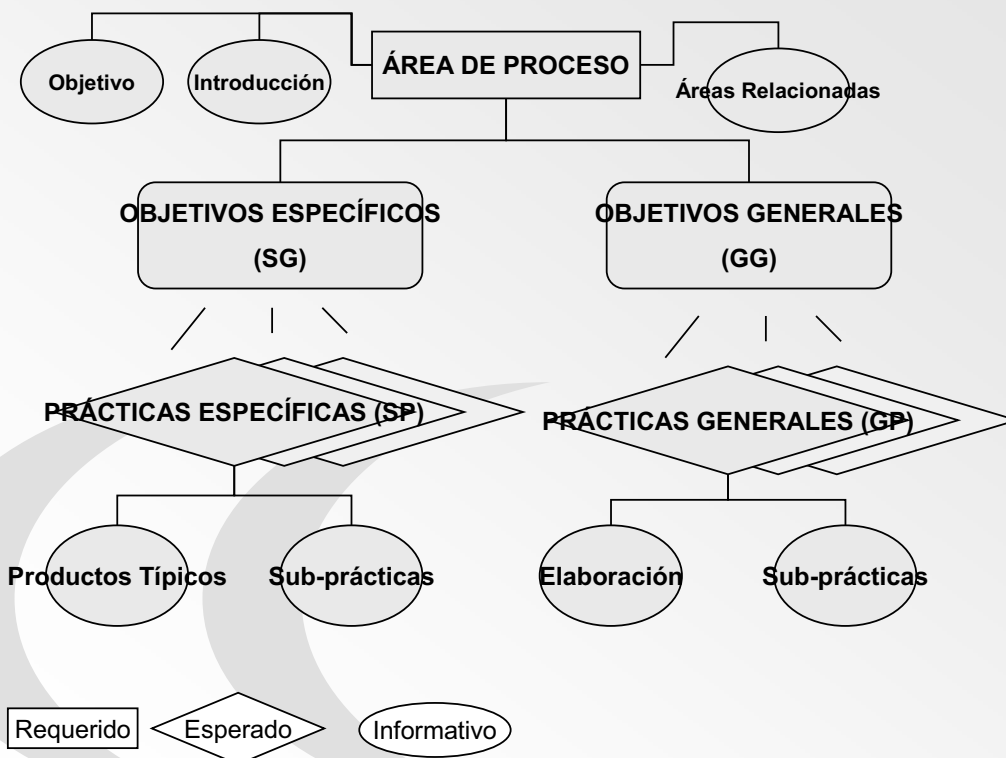 ÁREA DE PROCESO
Objetivo
Introducción
Áreas Relacionadas
OBJETIVOS ESPECÍFICOS
(SG)
OBJETIVOS GENERALES
(GG)
PRÁCTICAS ESPECÍFICAS (SP)
PRÁCTICAS GENERALES (GP)
Productos Típicos
Sub-prácticas
Elaboración
Sub-prácticas
Requerido
Esperado
Informativo